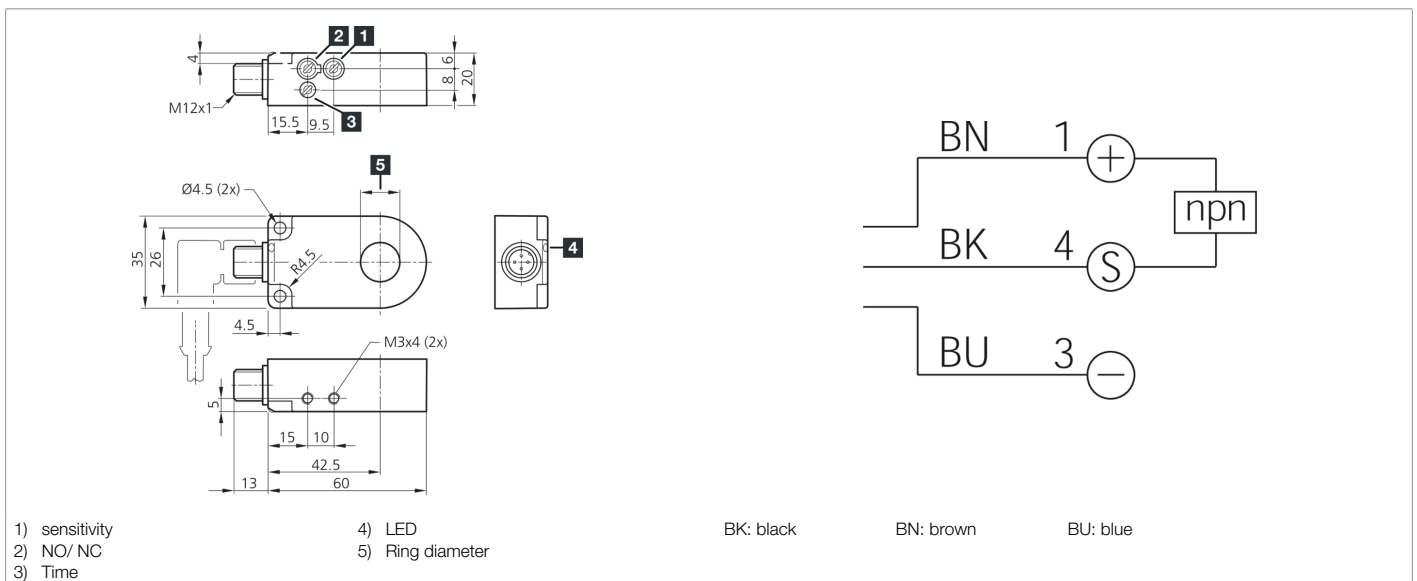 2 1
4
6
8
20
M12x1
15.5 9.5 3
5
Ø4.5 (2x)
35
26
R4.5
4
4.5
M3x4 (2x)
5
15 10
42.5
13 60
BN 1 +
npn
BK 4 S
BU 3 −
1) sensitivity
2) NO/ NC
3) Time
4) LED
5) Ring diameter
BK: black BN: brown BU: blue